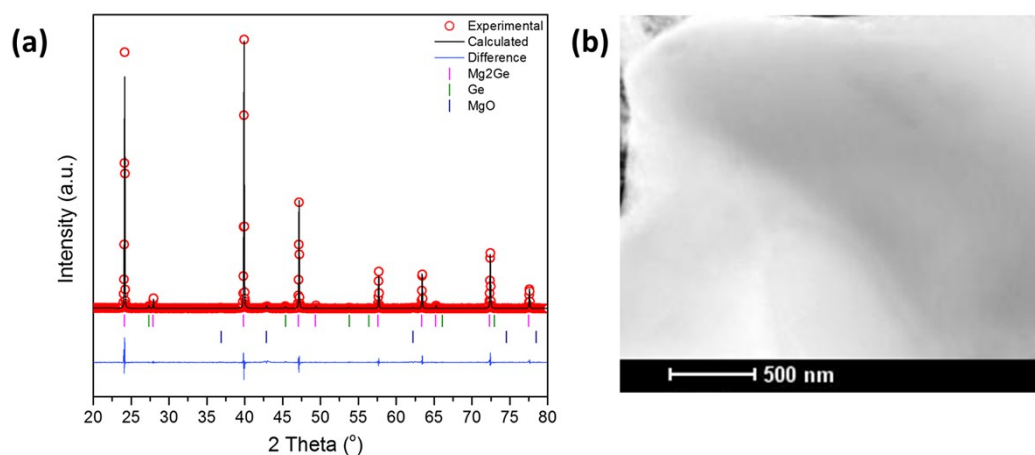 (a)
Experimental
Calculated
Difference
Mg2Ge
Ge
MgO
Intensity (a.u.)
20 25 30 35 40 45 50 55 60 65 70 75 80
2 Theta (°)
(b)
500 nm